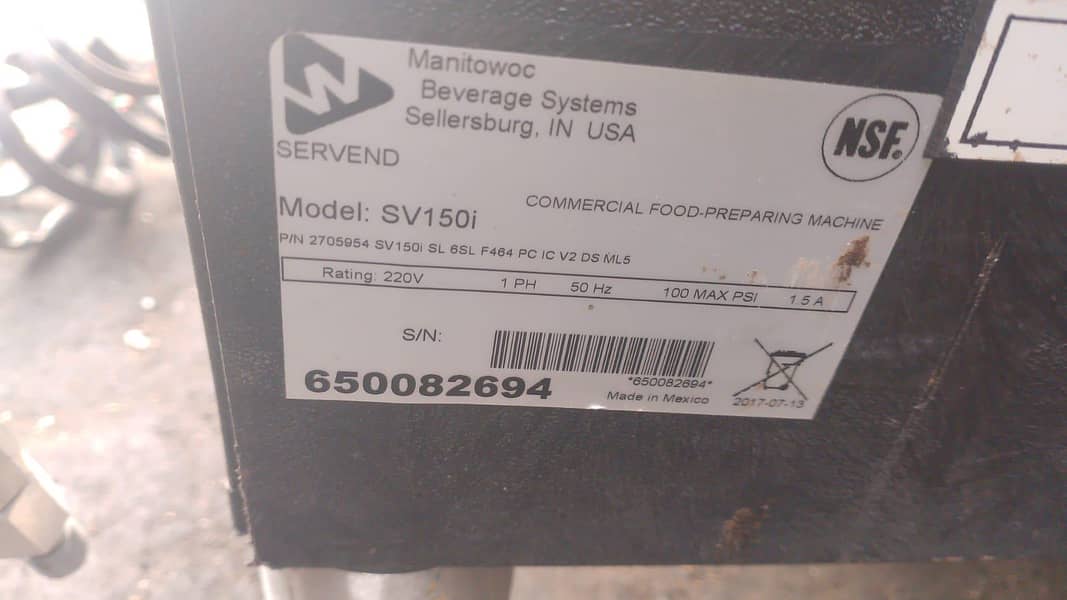 Manitowoc
Beverage Systems
Sellersburg, IN USA
NSF®
SERVEND
COMMERCIAL FOOD-PREPARING MACHINE
Model: SV150i
P/N 2705954 SV150i SL 6SL F464 PC IC V2 DS ML5
Rating: 220V 1 PH 50 Hz 100 MAX PSI 1.5 A
S/N:
650082694
*650082694*
Made in Mexico
2017-07-13